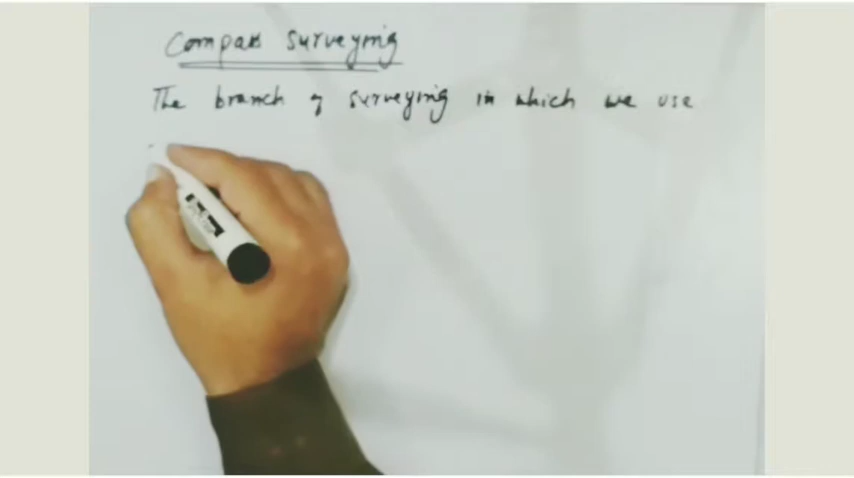 Compass Surveying
The branch of surveying in which we use